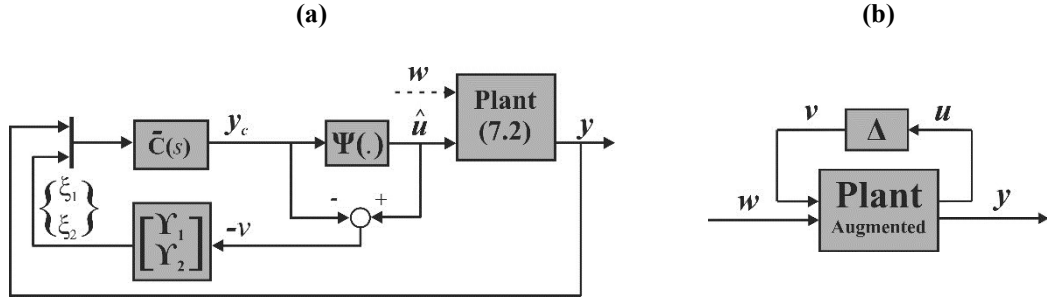 (a)
(b)
w
Plant
(7.2)
y
C̄(s)
y_c
Ψ(.)
û
- +
{ξ₁
ξ₂}
[ϒ₁
ϒ₂]
-v
v
Δ
u
w
Plant
Augmented
y